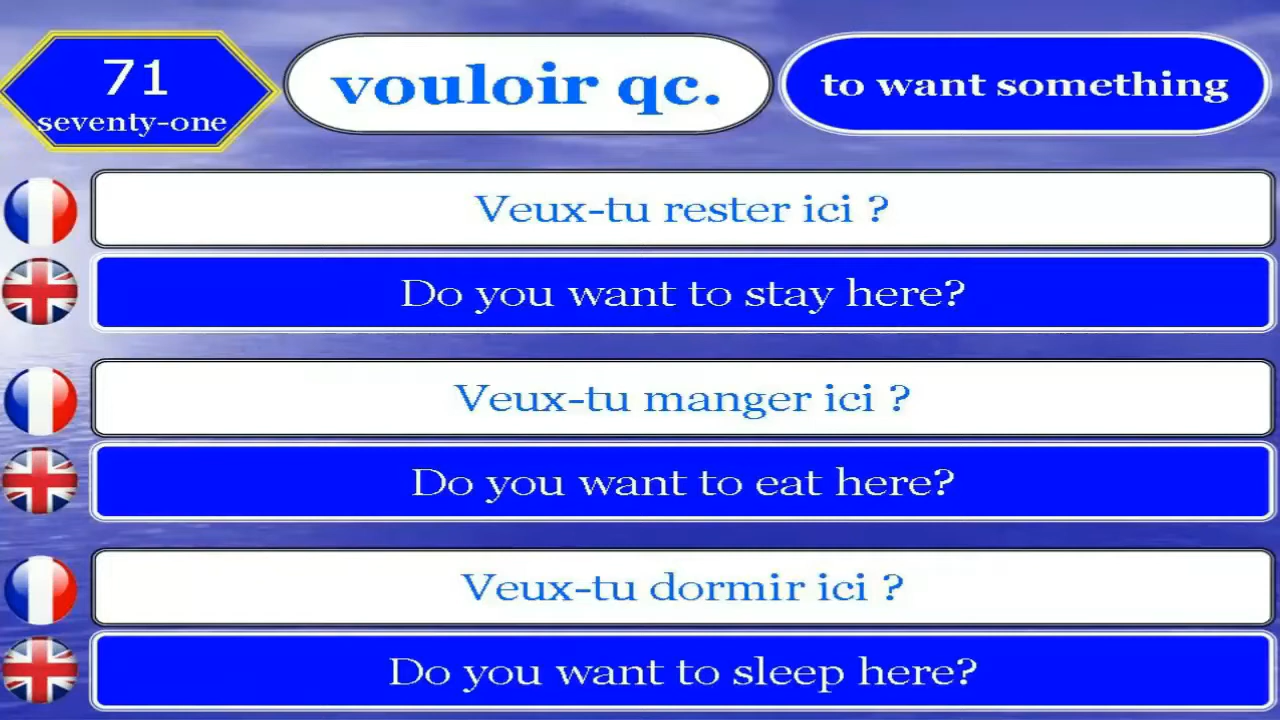 71
seventy-one
vouloir qc.
to want something
Veux-tu rester ici ?
Do you want to stay here?
Veux-tu manger ici ?
Do you want to eat here?
Veux-tu dormir ici ?
Do you want to sleep here?